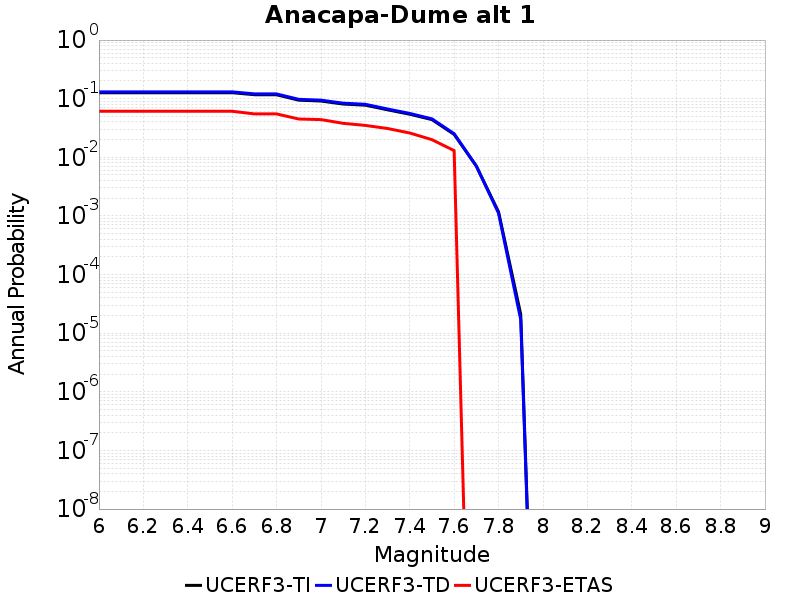 Anacapa-Dume alt 1
10^0
10^-1
10^-2
10^-3
10^-4
10^-5
10^-6
10^-7
10^-8
Annual Probability
6 6.2 6.4 6.6 6.8 7 7.2 7.4 7.6 7.8 8 8.2 8.4 8.6 8.8 9
Magnitude
UCERF3-TI UCERF3-TD UCERF3-ETAS